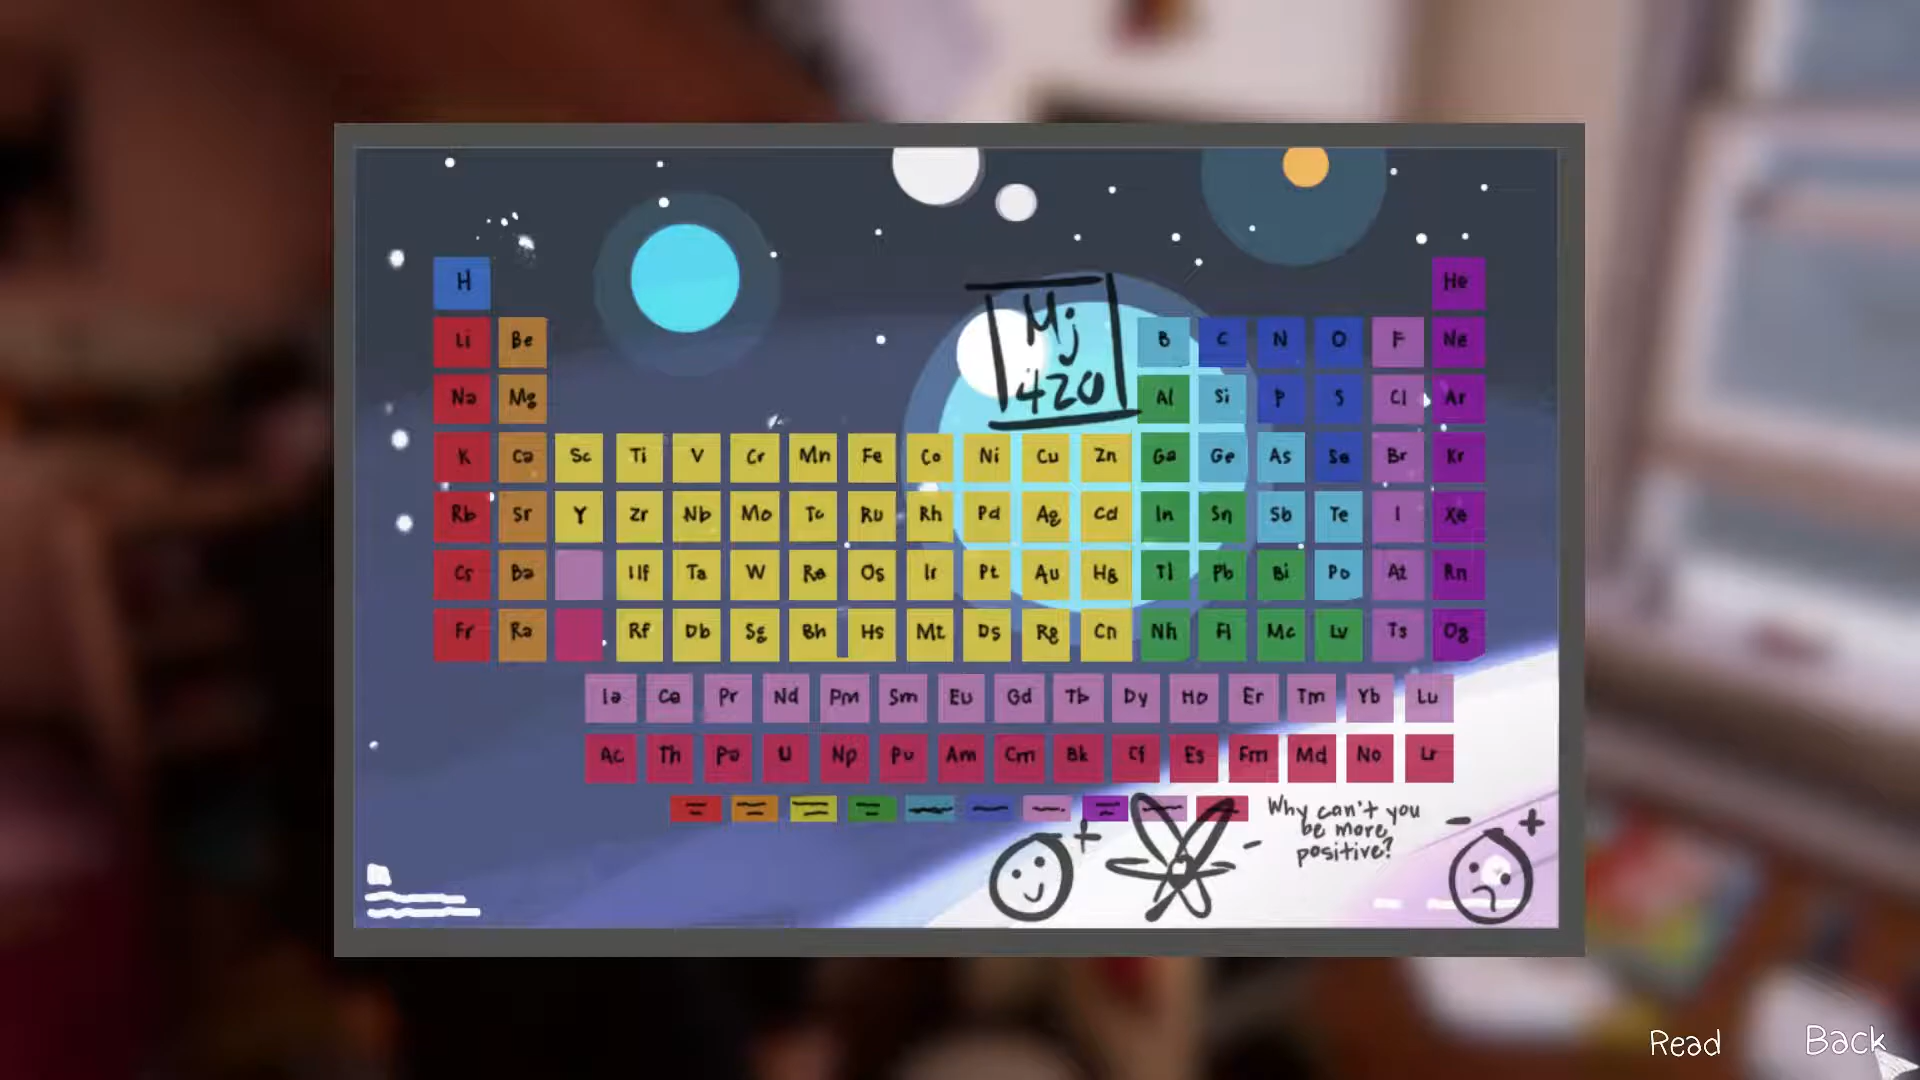 H He
Li Be Mj B C N O F Ne
Na Mg 420 Al Si P S Cl Ar
K Ca Sc Ti V Cr Mn Fe Co Ni Cu Zn Ga Ge As Se Br Kr
Rb Sr Y Zr Nb Mo Tc Ru Rh Pd Ag Cd In Sn Sb Te I Xe
Cs Ba Hf Ta W Re Os Ir Pt Au Hg Tl Pb Bi Po At Rn
Fr Ra Rf Db Sg Bh Hs Mt Ds Rg Cn Nh Fl Mc Lv Ts Og
la Ce Pr Nd Pm Sm Eu Gd Tb Dy Ho Er Tm Yb Lu
Ac Th Pa U Np Pu Am Cm Bk Cf Es Fm Md No Lr
Why can't you
be more
positive?
+ - - +
Read Back